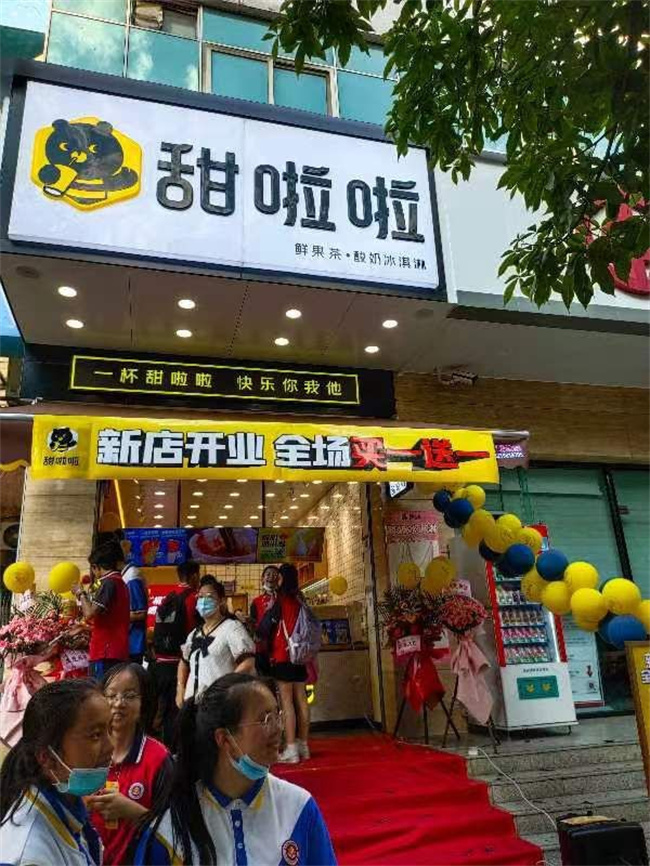 甜啦啦
鲜果茶·酸奶冰淇淋
一杯甜啦啦 快乐你我他
甜啦啦
新店开业 全场买一送一